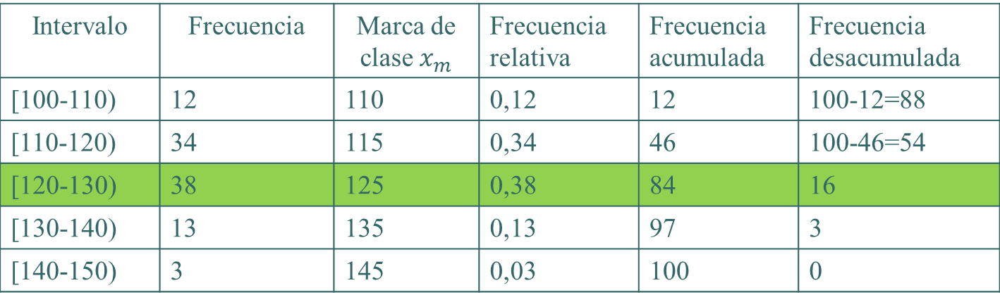 Intervalo Frecuencia Marca de clase xₘ Frecuencia relativa Frecuencia acumulada Frecuencia desacumulada
[100-110) 12 110 0,12 12 100-12=88
[110-120) 34 115 0,34 46 100-46=54
[120-130) 38 125 0,38 84 16
[130-140) 13 135 0,13 97 3
[140-150) 3 145 0,03 100 0